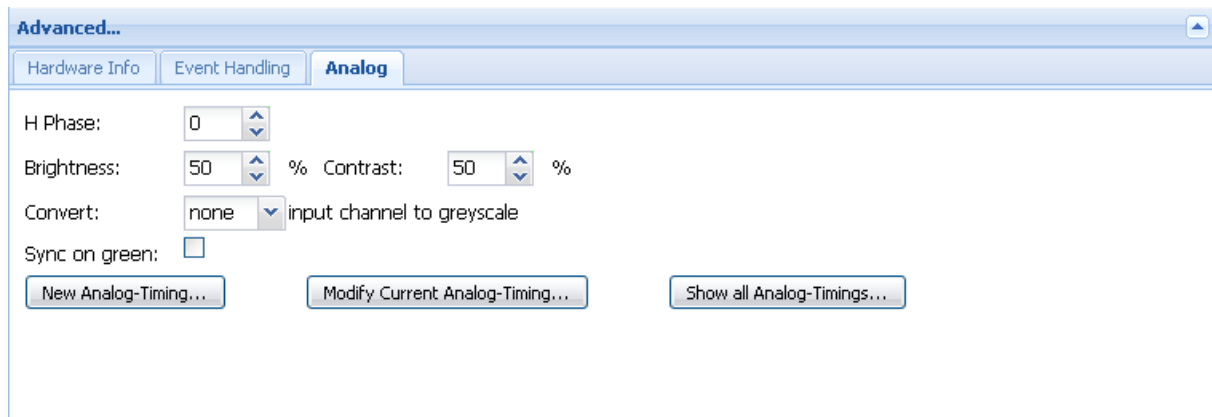 Advanced...
Hardware Info Event Handling Analog
H Phase: 0
Brightness: 50 % Contrast: 50 %
Convert: none input channel to greyscale
Sync on green:
New Analog-Timing... Modify Current Analog-Timing... Show all Analog-Timings...